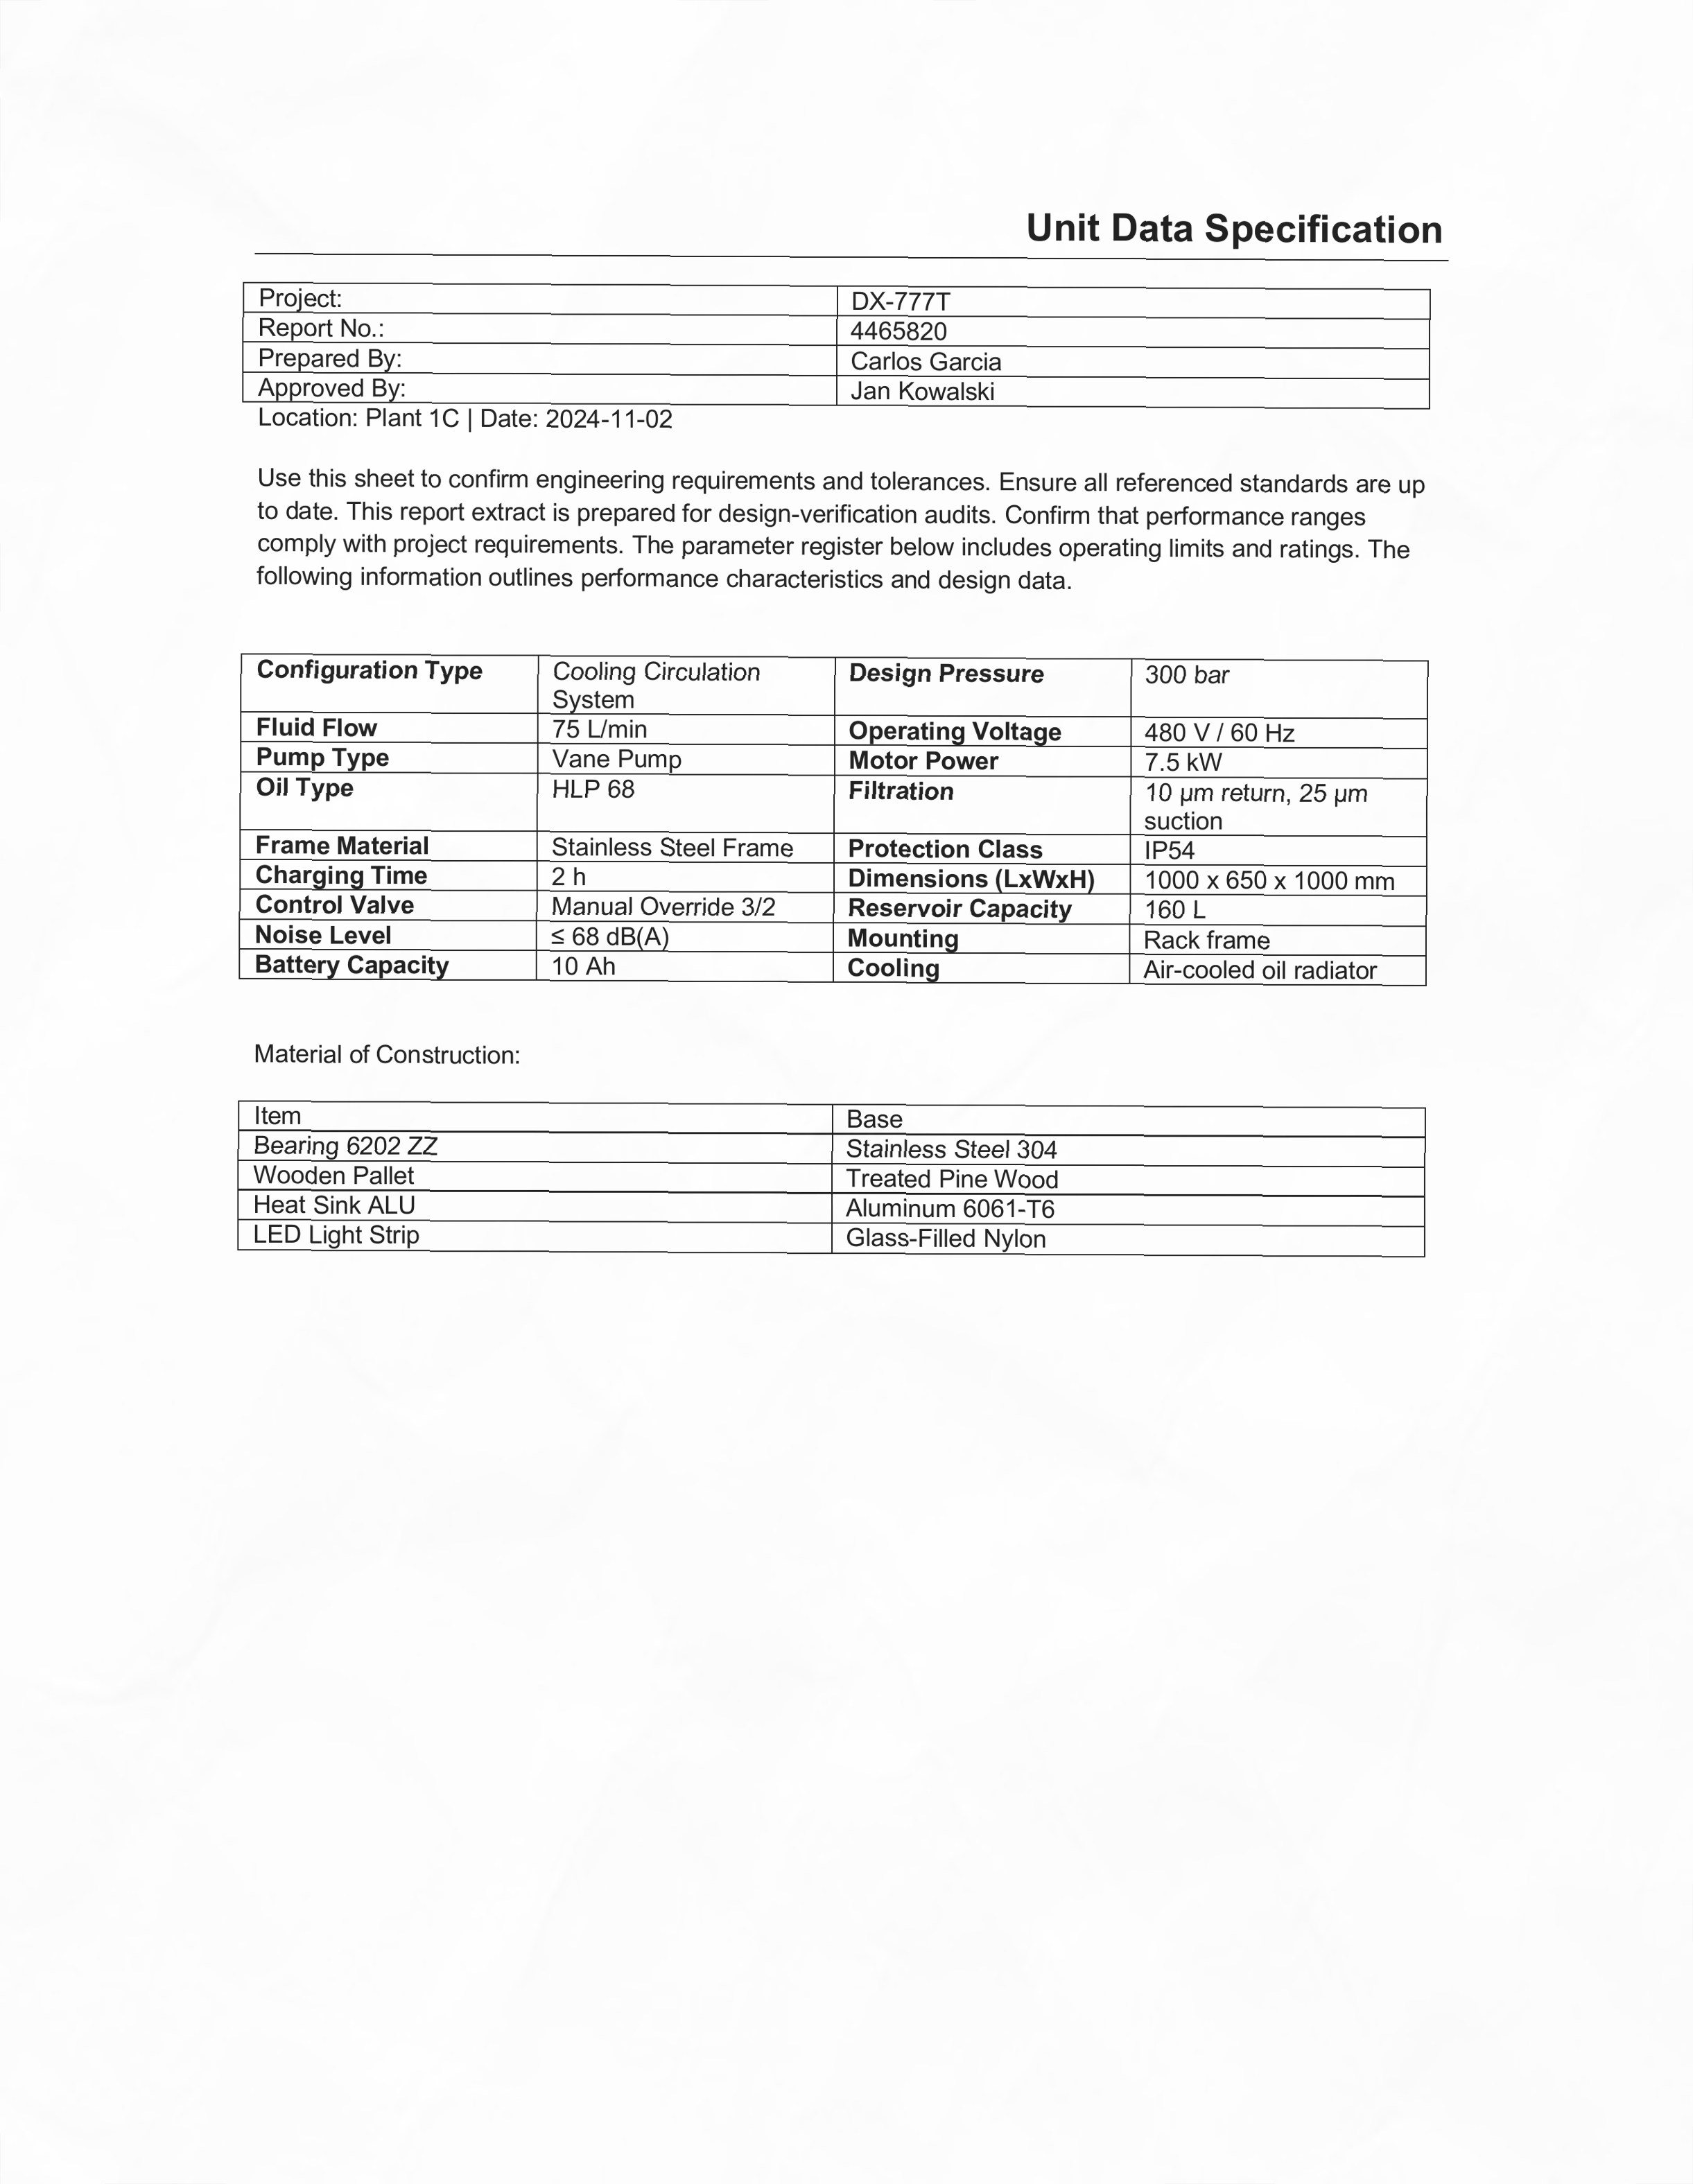 Unit Data Specification
Project: DX-777T
Report No.: 4465820
Prepared By: Carlos Garcia
Approved By: Jan Kowalski
Location: Plant 1C | Date: 2024-11-02
Use this sheet to confirm engineering requirements and tolerances. Ensure all referenced standards are up
to date. This report extract is prepared for design-verification audits. Confirm that performance ranges
comply with project requirements. The parameter register below includes operating limits and ratings. The
following information outlines performance characteristics and design data.
Configuration Type Cooling Circulation Design Pressure 300 bar
System
Fluid Flow 75 L/min Operating Voltage 480 V / 60 Hz
Pump Type Vane Pump Motor Power 7.5 kW
Oil Type HLP 68 Filtration 10 µm return, 25 µm
suction
Frame Material Stainless Steel Frame Protection Class IP54
Charging Time 2 h Dimensions (LxWxH) 1000 x 650 x 1000 mm
Control Valve Manual Override 3/2 Reservoir Capacity 160 L
Noise Level ≤ 68 dB(A) Mounting Rack frame
Battery Capacity 10 Ah Cooling Air-cooled oil radiator
Material of Construction:
Item Base
Bearing 6202 ZZ Stainless Steel 304
Wooden Pallet Treated Pine Wood
Heat Sink ALU Aluminum 6061-T6
LED Light Strip Glass-Filled Nylon